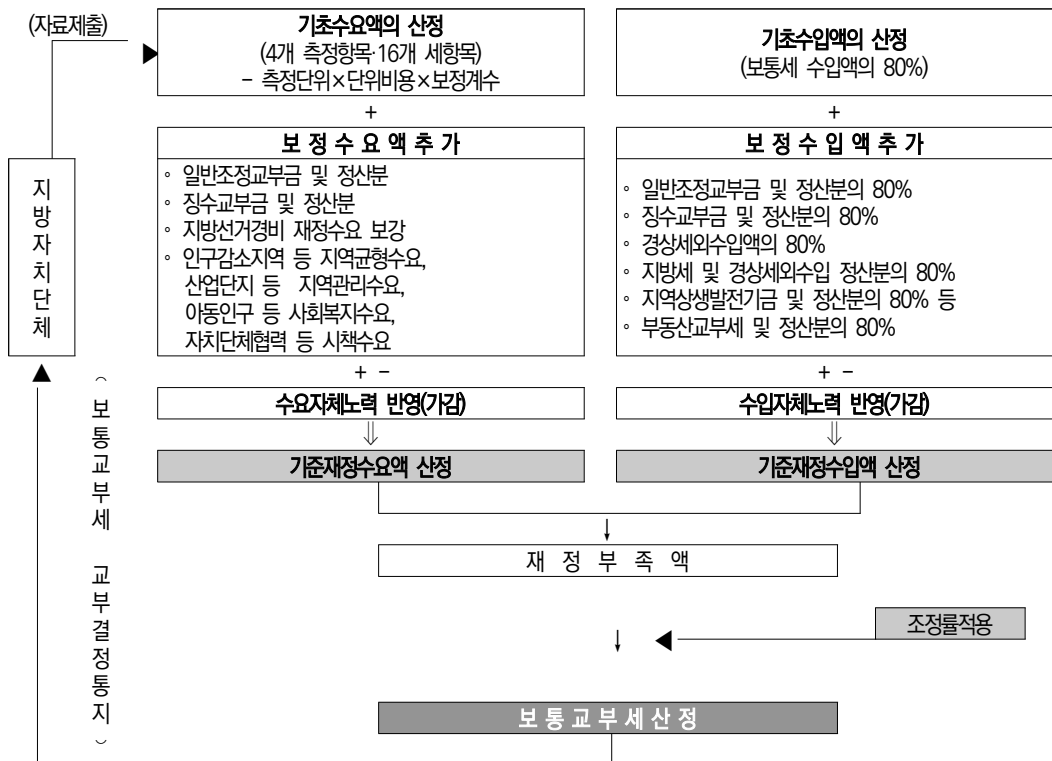 (자료제출)
기초수요액의 산정
(4개 측정항목·16개 세항목)
- 측정단위×단위비용×보정계수
기초수입액의 산정
(보통세 수입액의 80%)
+
+
보 정 수 요 액 추 가
◦ 일반조정교부금 및 정산분
◦ 징수교부금 및 정산분
◦ 지방선거경비 재정수요 보강
◦ 인구감소지역 등 지역균형수요,
산업단지 등 지역관리수요,
아동인구 등 사회복지수요,
자치단체협력 등 시책수요
보 정 수 입 액 추 가
◦ 일반조정교부금 및 정산분의 80%
◦ 징수교부금 및 정산분의 80%
◦ 경상세외수입액의 80%
◦ 지방세 및 경상세외수입 정산분의 80%
◦ 지역상생발전기금 및 정산분의 80% 등
◦ 부동산교부세 및 정산분의 80%
지방자치단체
+ -
+ -
수요자체노력 반영(가감)
수입자체노력 반영(가감)
기준재정수요액 산정
기준재정수입액 산정
(보통교부세 교부결정통지)
재 정 부 족 액
조정률적용
보통교부세산정